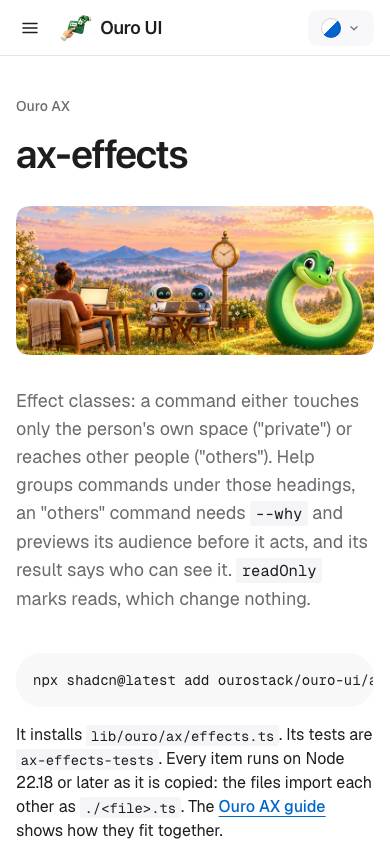 Ouro UI
Ouro AX
ax-effects
Effect classes: a command either touches
only the person's own space ("private") or
reaches other people ("others"). Help
groups commands under those headings,
an "others" command needs --why and
previews its audience before it acts, and its
result says who can see it. readOnly
marks reads, which change nothing.
npx shadcn@latest add ourostack/ouro-ui/a
It installs lib/ouro/ax/effects.ts. Its tests are
ax-effects-tests. Every item runs on Node
22.18 or later as it is copied: the files import each
other as ./<file>.ts. The Ouro AX guide
shows how they fit together.